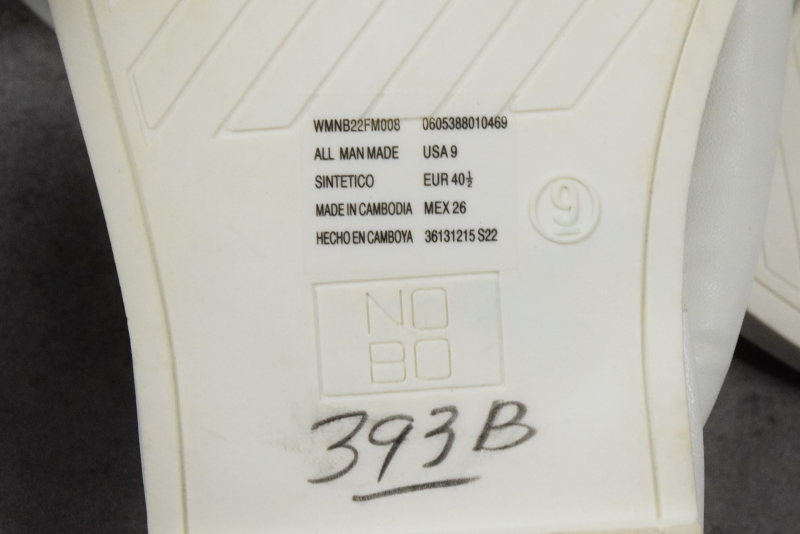 WMNB22FM008 0605388010469
ALL MAN MADE USA 9
SINTETICO EUR 40½
MADE IN CAMBODIA MEX 26
HECHO EN CAMBOYA 36131215 S22
9
NO
BO
393B